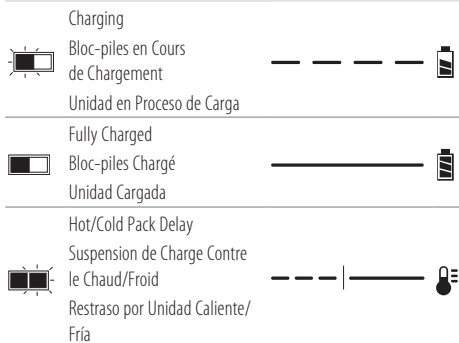 Charging
Bloc-piles en Cours
de Chargement
Unidad en Proceso de Carga
Fully Charged
Bloc-piles Chargé
Unidad Cargada
Hot/Cold Pack Delay
Suspension de Charge Contre
le Chaud/Froid
Restraso por Unidad Caliente/
Fría